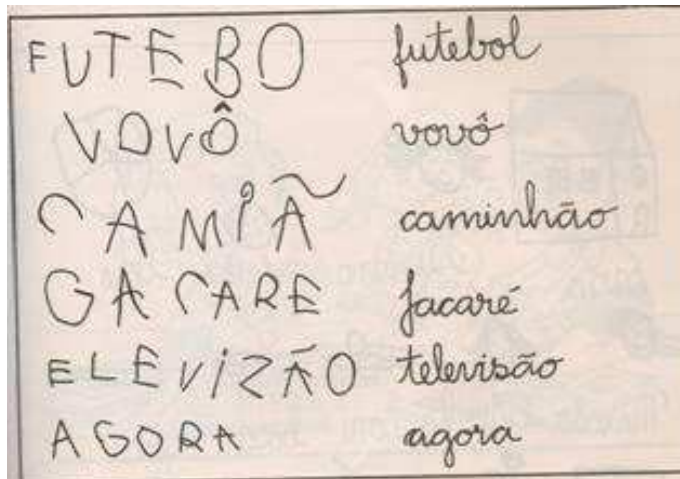 FUTEBO futebol
VOVÔ vovô
CAMIÃ caminhão
GACARE jacaré
ELEVIZÃO televisão
AGORA agora